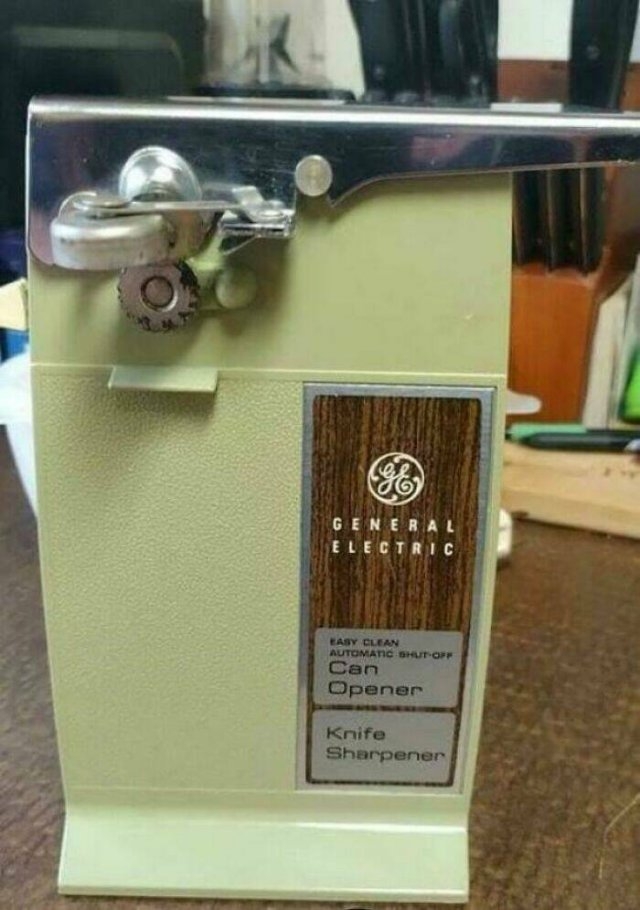 GE
GENERAL
ELECTRIC
EASY CLEAN
AUTOMATIC SHUT-OFF
Can
Opener
Knife
Sharpener